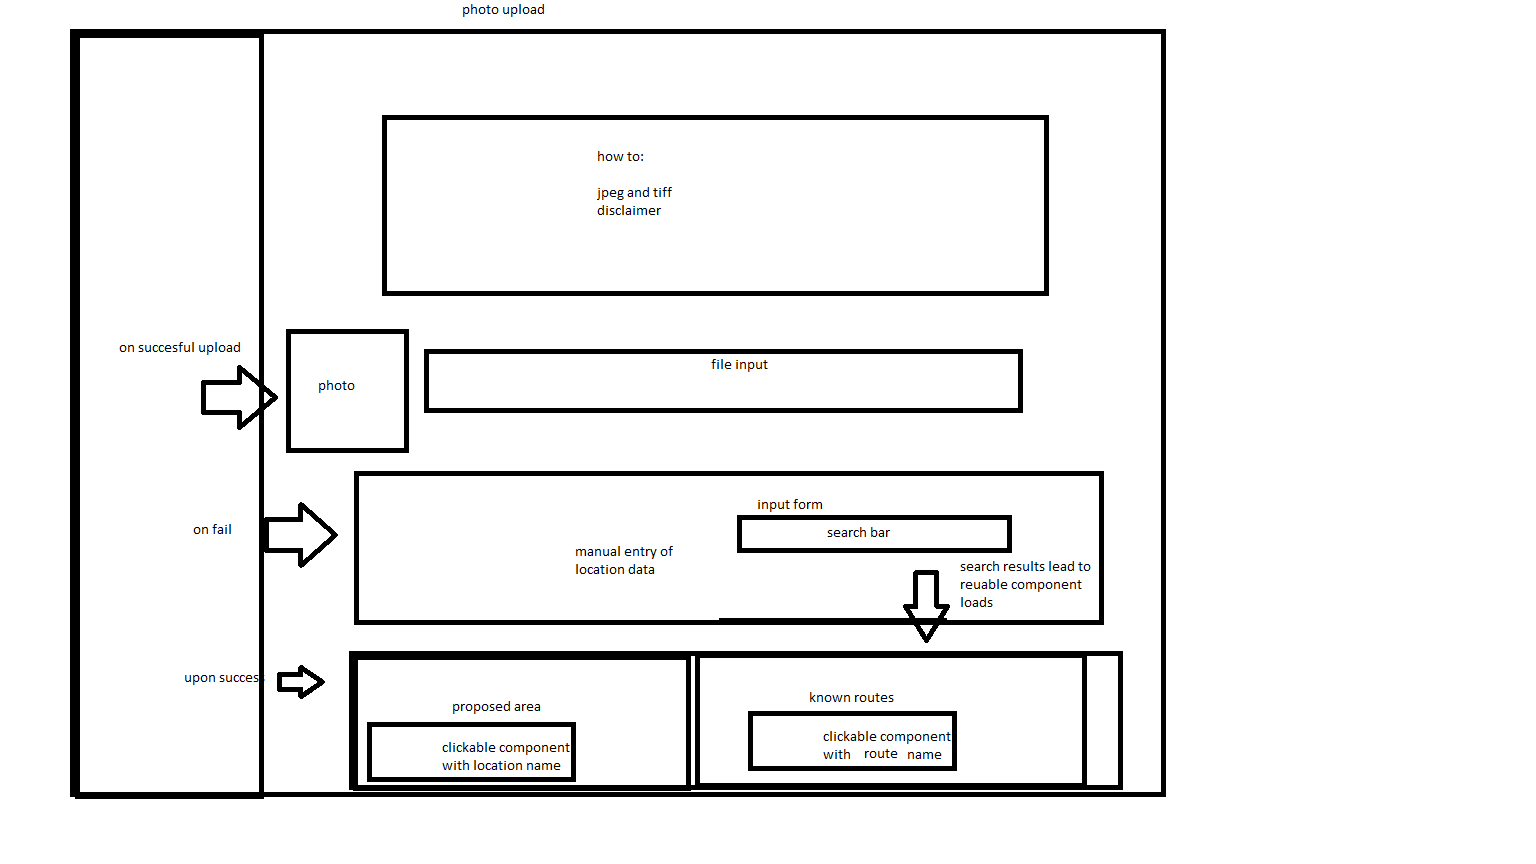 photo upload
how to:
jpeg and tiff
disclaimer
on succesful upload
photo
file input
on fail
input form
search bar
manual entry of
location data
search results lead to
reuable component
loads
upon success
proposed area
clickable component
with location name
known routes
clickable component
with route name